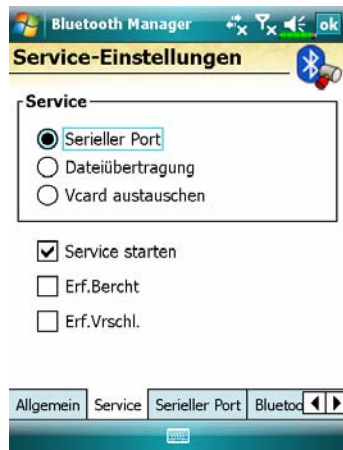 Bluetooth Manager ok
Service-Einstellungen
Service
Serieller Port
Dateiübertragung
Vcard austauschen
Service starten
Erf.Bercht
Erf.Vrschl.
Allgemein Service Serieller Port Bluetoo